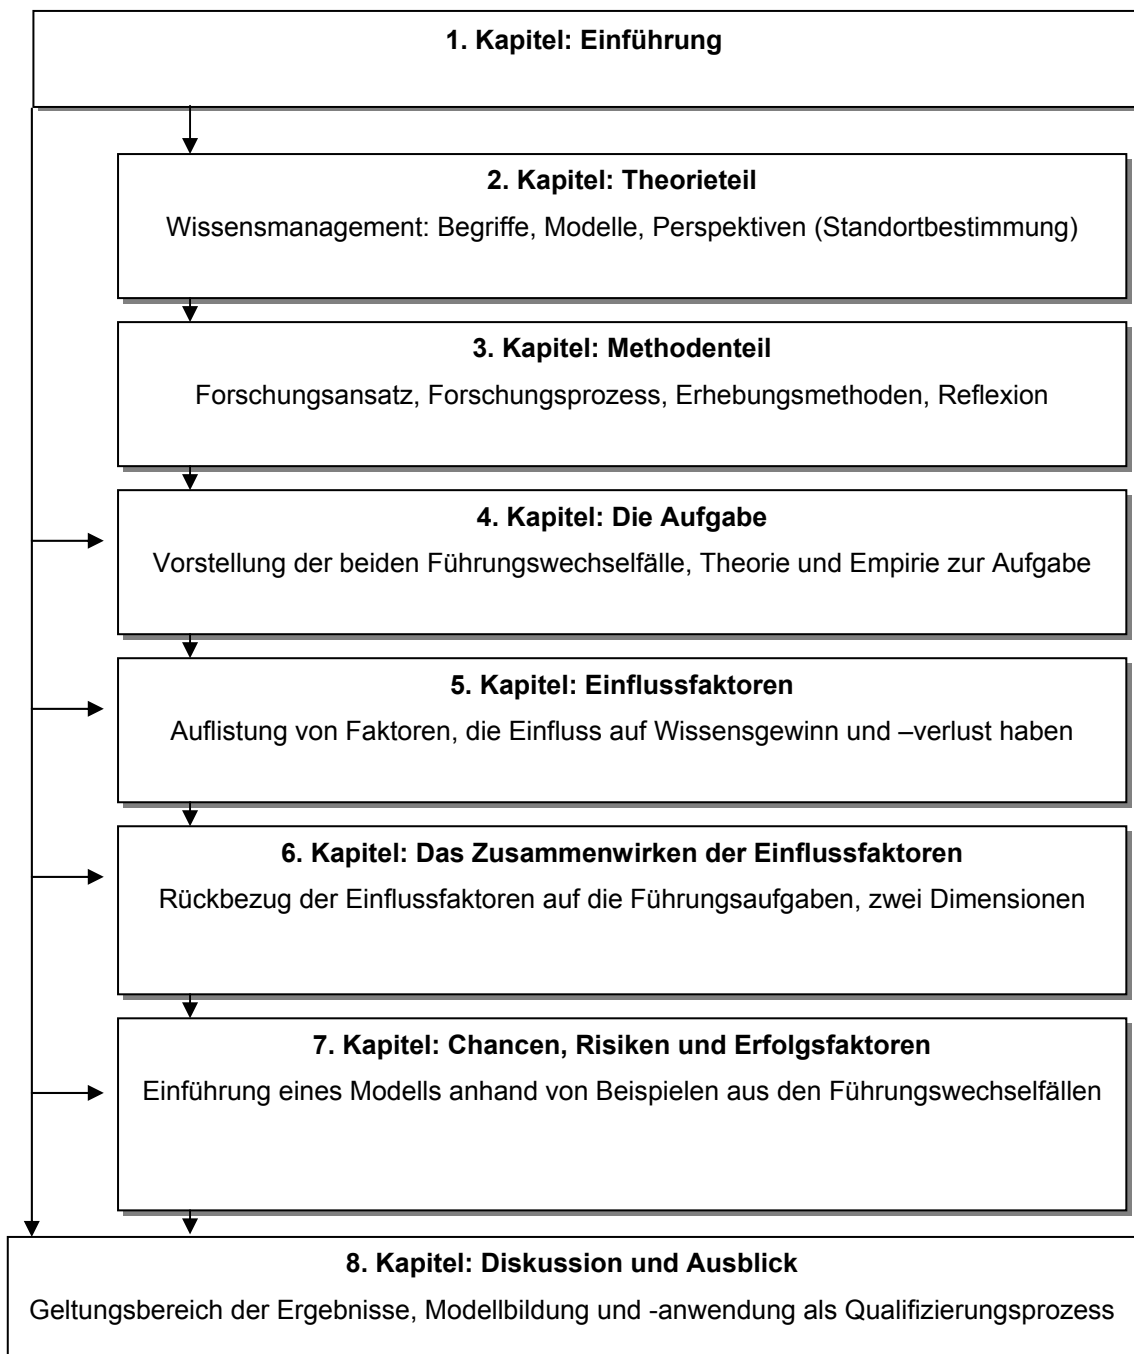 1. Kapitel: Einführung
2. Kapitel: Theorieteil
Wissensmanagement: Begriffe, Modelle, Perspektiven (Standortbestimmung)
3. Kapitel: Methodenteil
Forschungsansatz, Forschungsprozess, Erhebungsmethoden, Reflexion
4. Kapitel: Die Aufgabe
Vorstellung der beiden Führungswechselfälle, Theorie und Empirie zur Aufgabe
5. Kapitel: Einflussfaktoren
Auflistung von Faktoren, die Einfluss auf Wissensgewinn und –verlust haben
6. Kapitel: Das Zusammenwirken der Einflussfaktoren
Rückbezug der Einflussfaktoren auf die Führungsaufgaben, zwei Dimensionen
7. Kapitel: Chancen, Risiken und Erfolgsfaktoren
Einführung eines Modells anhand von Beispielen aus den Führungswechselfällen
8. Kapitel: Diskussion und Ausblick
Geltungsbereich der Ergebnisse, Modellbildung und -anwendung als Qualifizierungsprozess